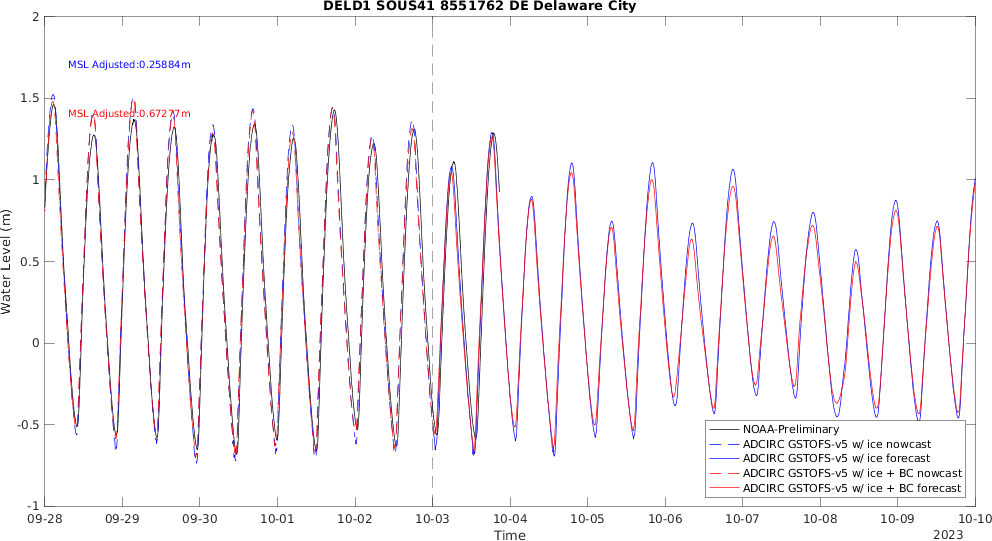 DELD1 SOUS41 8551762 DE Delaware City
2
1.5
1
0.5
0
-0.5
-1
Water Level (m)
MSL Adjusted:0.25884m
MSL Adjusted:0.67277m
NOAA-Preliminary
ADCIRC GSTOFS-v5 w/ ice nowcast
ADCIRC GSTOFS-v5 w/ ice forecast
ADCIRC GSTOFS-v5 w/ ice + BC nowcast
ADCIRC GSTOFS-v5 w/ ice + BC forecast
09-28 09-29 09-30 10-01 10-02 10-03 10-04 10-05 10-06 10-07 10-08 10-09 10-10
Time
2023